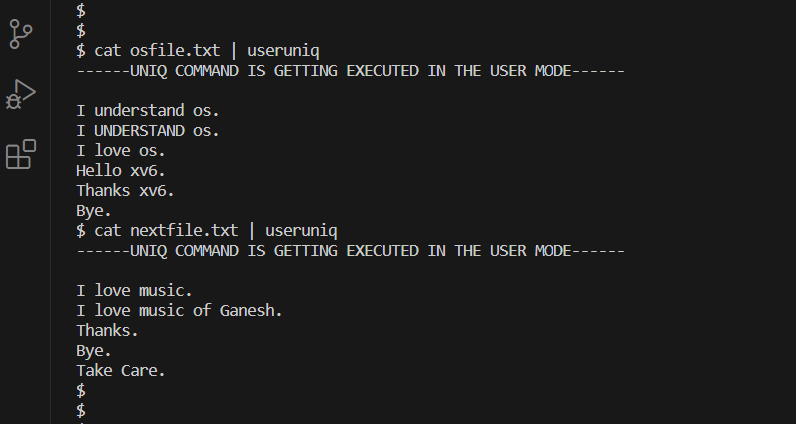 $
$
$ cat osfile.txt | useruniq
------UNIQ COMMAND IS GETTING EXECUTED IN THE USER MODE------
I understand os.
I UNDERSTAND os.
I love os.
Hello xv6.
Thanks xv6.
Bye.
$ cat nextfile.txt | useruniq
------UNIQ COMMAND IS GETTING EXECUTED IN THE USER MODE------
I love music.
I love music of Ganesh.
Thanks.
Bye.
Take Care.
$
$